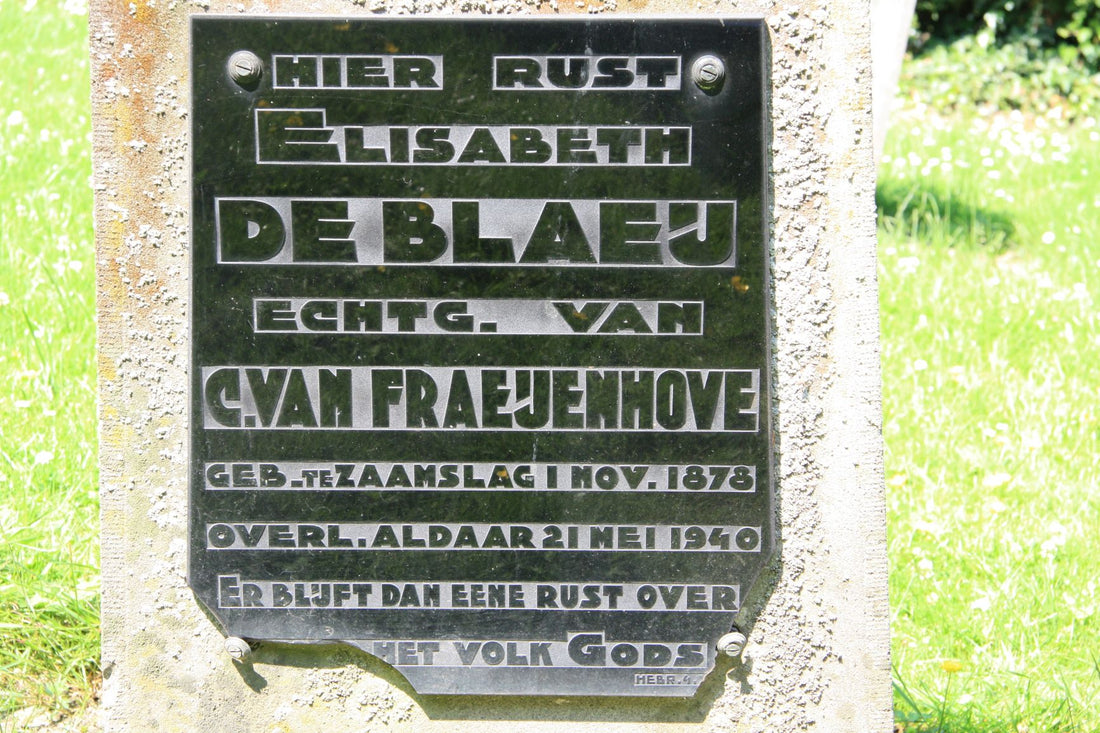 HIER RUST
ELISABETH
DE BLAEIJ
ECHTG. VAN
C. VAN FRAEIJENHOVE
GEB. TE ZAAMSLAG 1 NOV. 1878
OVERL. ALDAAR 21 MEI 1940
ER BLIJFT DAN EENE RUST OVER
HET VOLK GODS
HEBR. 4.